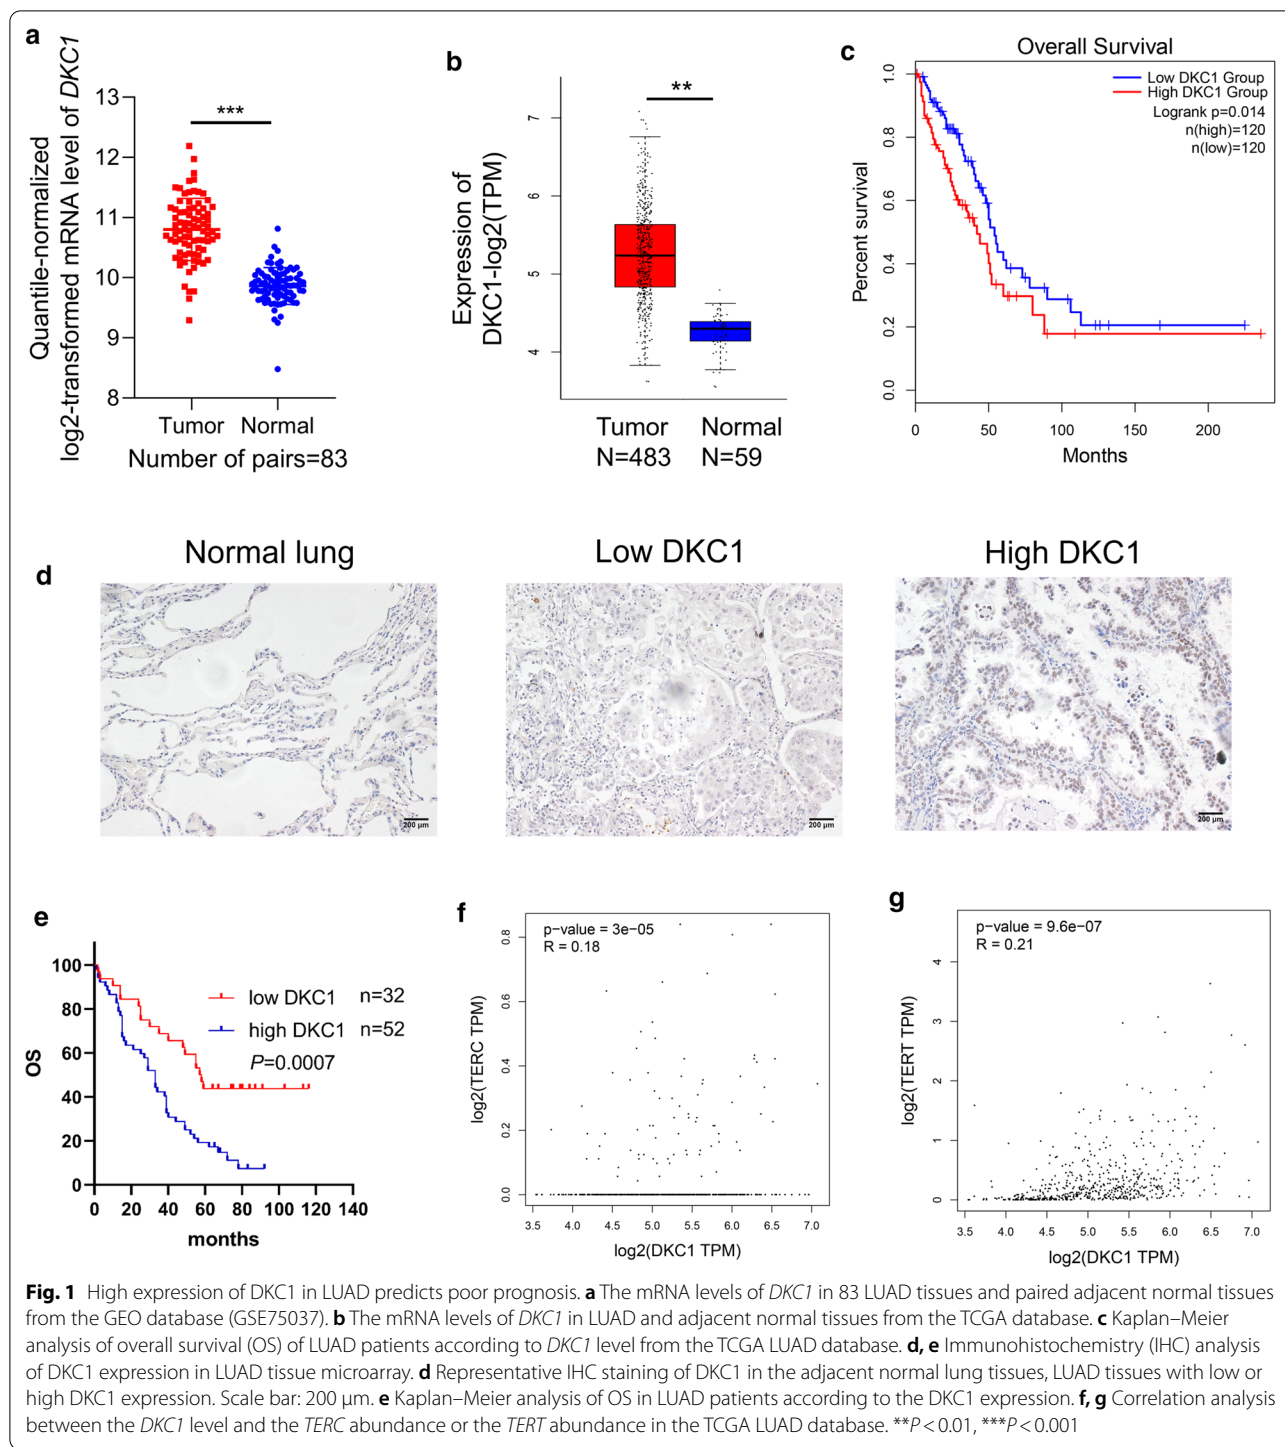 a
Quantile-normalized
log2-transformed mRNA level of DKC1
13
12
11
10
9
8
***
Tumor Normal
Number of pairs=83
b
Expression of
DKC1-log2(TPM)
7
6
5
4
**
Tumor Normal
N=483 N=59
c
Overall Survival
Percent survival
1.0
0.8
0.6
0.4
0.2
0.0
Low DKC1 Group
High DKC1 Group
Logrank p=0.014
n(high)=120
n(low)=120
0 50 100 150 200
Months
d
Normal lung
Low DKC1
High DKC1
200 µm
200 µm
200 µm
e
OS
100
80
60
40
20
0
low DKC1 n=32
high DKC1 n=52
P=0.0007
0 20 40 60 80 100 120 140
months
f
p-value = 3e-05
R = 0.18
log2(TERC TPM)
0.8
0.6
0.4
0.2
0.0
3.5 4.0 4.5 5.0 5.5 6.0 6.5 7.0
log2(DKC1 TPM)
g
p-value = 9.6e-07
R = 0.21
log2(TERT TPM)
4
3
2
1
0
3.5 4.0 4.5 5.0 5.5 6.0 6.5 7.0
log2(DKC1 TPM)
Fig. 1 High expression of DKC1 in LUAD predicts poor prognosis. a The mRNA levels of DKC1 in 83 LUAD tissues and paired adjacent normal tissues
from the GEO database (GSE75037). b The mRNA levels of DKC1 in LUAD and adjacent normal tissues from the TCGA database. c Kaplan–Meier
analysis of overall survival (OS) of LUAD patients according to DKC1 level from the TCGA LUAD database. d, e Immunohistochemistry (IHC) analysis
of DKC1 expression in LUAD tissue microarray. d Representative IHC staining of DKC1 in the adjacent normal lung tissues, LUAD tissues with low or
high DKC1 expression. Scale bar: 200 µm. e Kaplan–Meier analysis of OS in LUAD patients according to the DKC1 expression. f, g Correlation analysis
between the DKC1 level and the TERC abundance or the TERT abundance in the TCGA LUAD database. **P < 0.01, ***P < 0.001